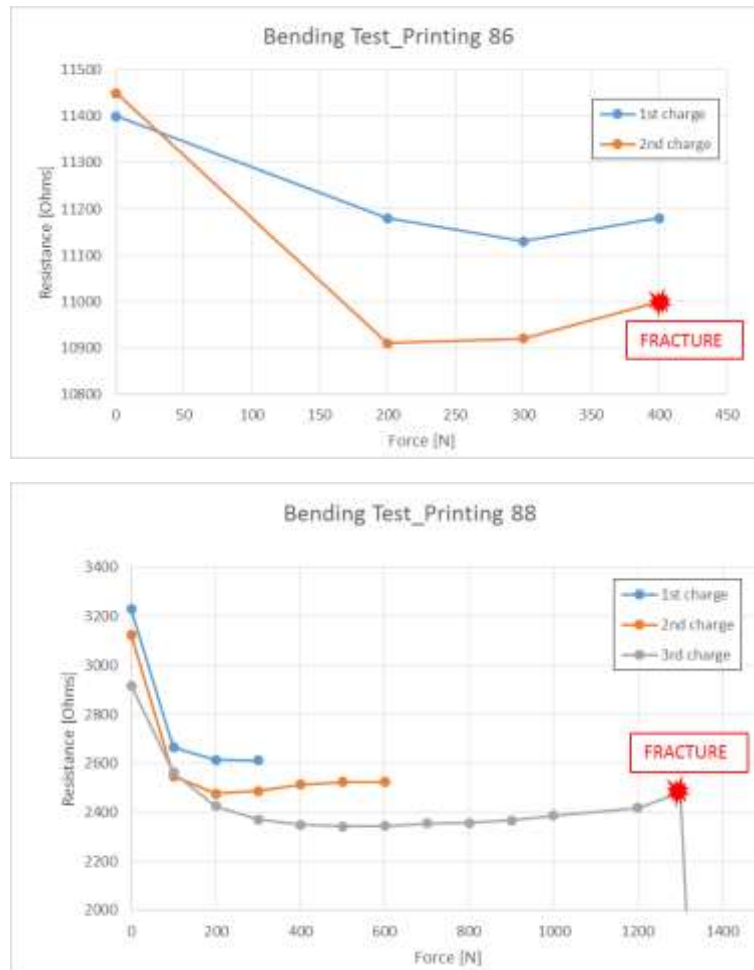 Bending Test_Printing 86
11500
11400
11300
11200
11100
11000
10900
10800
Resistance [Ohms]
1st charge
2nd charge
FRACTURE
0 50 100 150 200 250 300 350 400 450
Force [N]
Bending Test_Printing 88
3400
3200
3000
2800
2600
2400
2200
2000
Resistance [Ohms]
1st charge
2nd charge
3rd charge
FRACTURE
0 200 400 600 800 1000 1200 1400
Force [N]